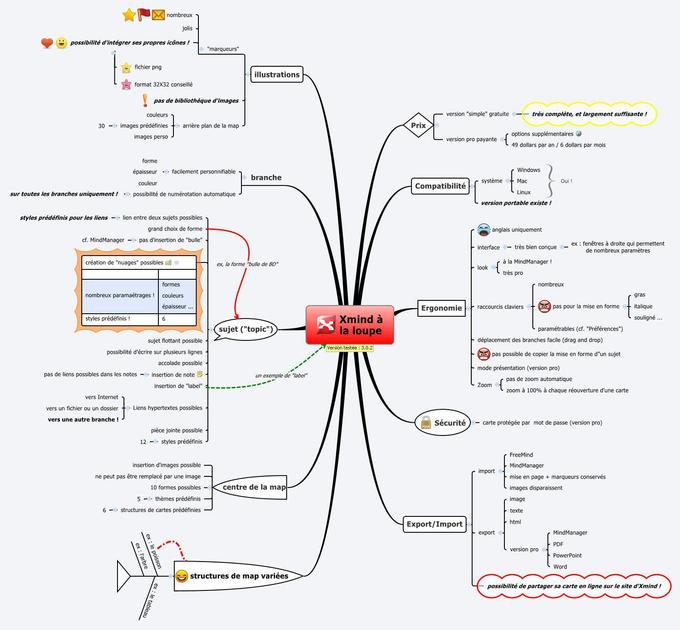 Xmind à
la loupe
Version testée : 3.0.2
illustrations
"marqueurs"
nombreux
jolis
possibilité d'intégrer ses propres icônes !
fichier png
format 32X32 conseillé
pas de bibliothèque d'images
arrière plan de la map
couleurs
images prédéfinies
30
images perso
branche
facilement personnifiable
forme
épaisseur
couleur
possibilité de numérotation automatique
sur toutes les branches uniquement !
sujet ("topic")
lien entre deux sujets possibles
styles prédéfinis pour les liens
grand choix de forme
ex, la forme "bulle de BD"
pas d'insertion de "bulle"
cf. MindManager
création de "nuages" possibles
nombreux paramaétrages !
formes
couleurs
épaisseur ...
styles prédéfinis !
6
sujet flottant possible
possibilité d'écrire sur plusieurs lignes
accolade possible
insertion de note
pas de liens possibles dans les notes
insertion de "label"
un exemple de "label"
Liens hypertextes possibles
vers Internet
vers un fichier ou un dossier
vers une autre branche !
pièce jointe possible
styles prédéfinis
12
centre de la map
insertion d'images possible
ne peut pas être remplacé par une image
10 formes possibles
thèmes prédéfinis
5
structures de cartes prédéfinies
6
structures de map variées
ex : le poisson
ex : l'arbre
ex : le tableau
Prix
version "simple" gratuite
très complète, et largement suffisante !
version pro payante
options supplémentaires
49 dollars par an / 6 dollars par mois
Compatibilité
système
Windows
Mac
Linux
Oui !
version portable existe !
Ergonomie
anglais uniquement
interface
très bien conçue
ex : fenêtres à droite qui permettent
de nombreux paramètres
look
à la MindManager !
très pro
raccourcis claviers
nombreux
pas pour la mise en forme
gras
italique
souligné ...
paramétrables (cf. "Préférences")
déplacement des branches facile (drag and drop)
pas possible de copier la mise en forme d"un sujet
mode présentation (version pro)
Zoom
pas de zoom automatique
zoom à 100% à chaque réouverture d'une carte
Sécurité
carte protégée par mot de passe (version pro)
Export/Import
import
FreeMind
MindManager
mise en page + marqueurs conservés
images disparaissent
export
image
texte
html
version pro
MindManager
PDF
PowerPoint
Word
possibilité de partager sa carte en ligne sur le site d'Xmind !